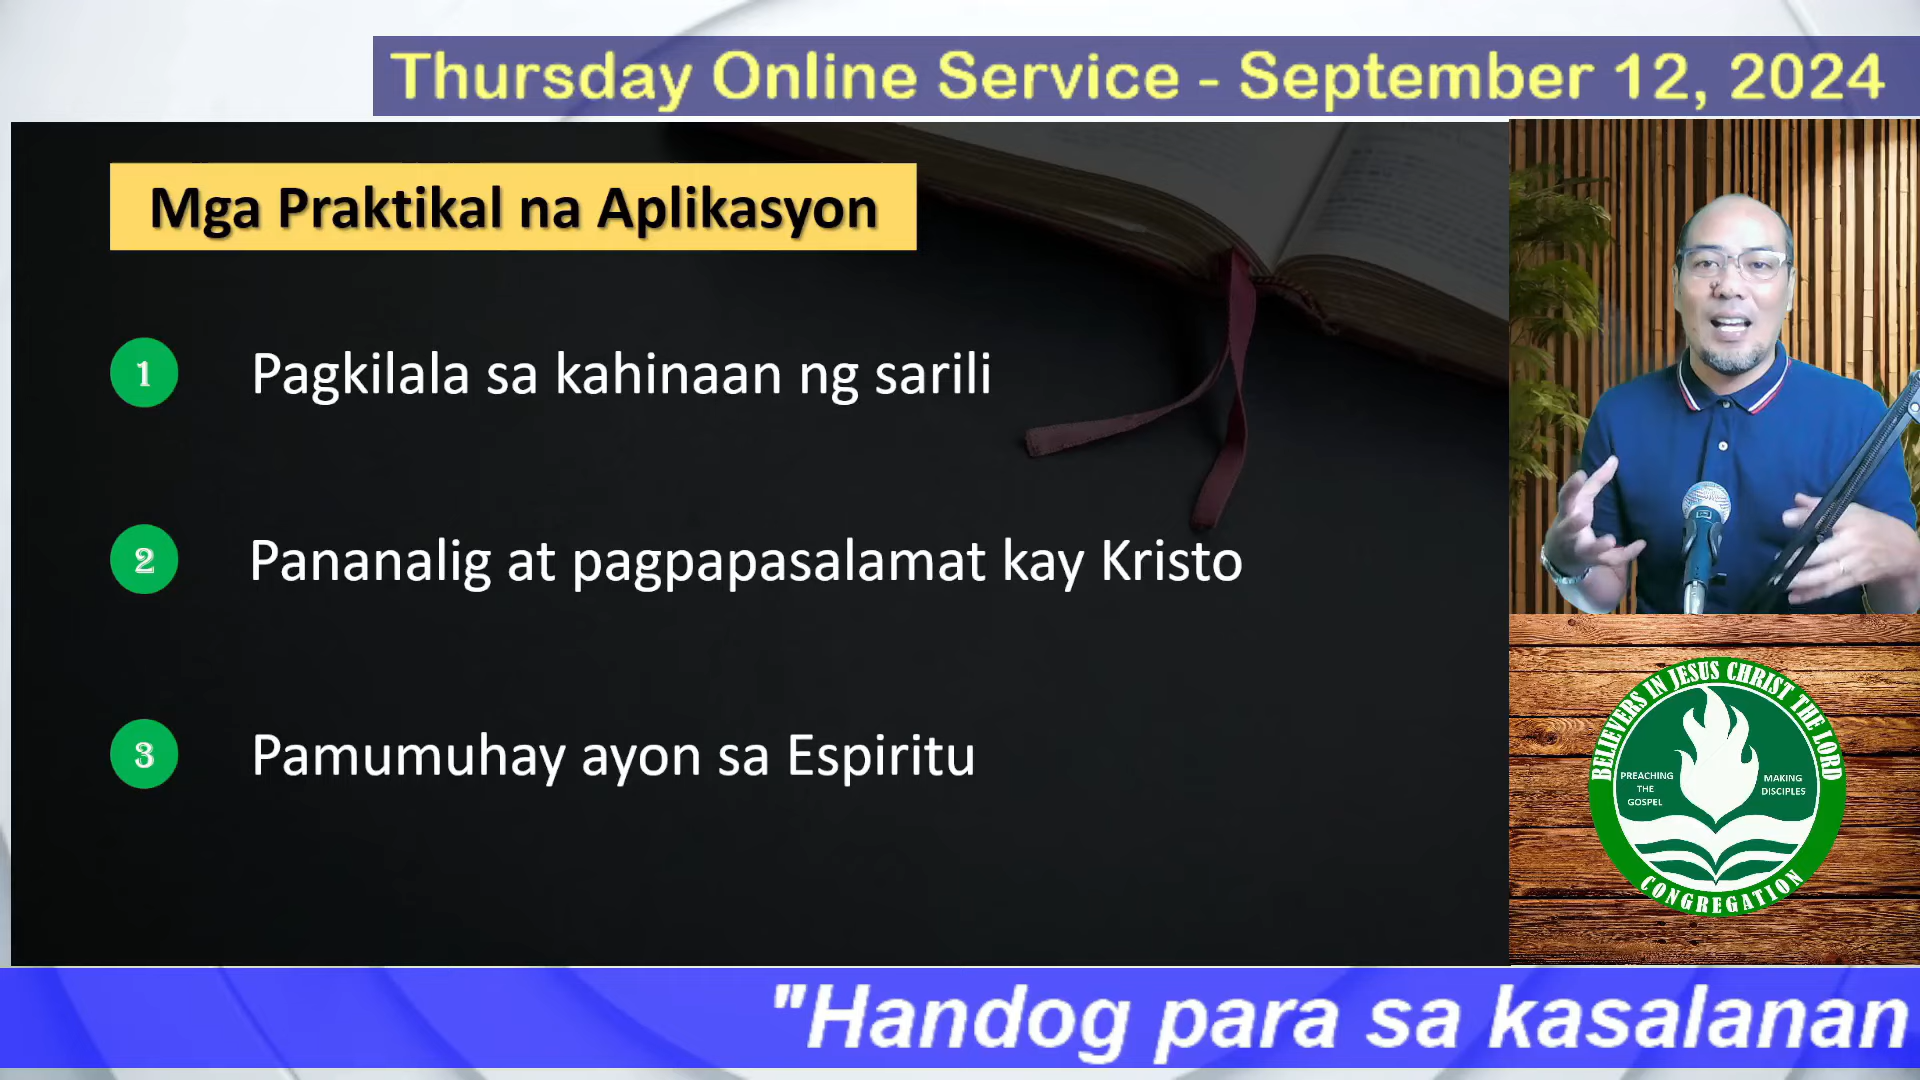 Thursday Online Service - September 12, 2024
Mga Praktikal na Aplikasyon
1 Pagkilala sa kahinaan ng sarili
2 Pananalig at pagpapasalamat kay Kristo
3 Pamumuhay ayon sa Espiritu
BELIEVERS IN JESUS CHRIST THE LORD
PREACHING
THE
GOSPEL
MAKING
DISCIPLES
CONGREGATION
"Handog para sa kasalanan